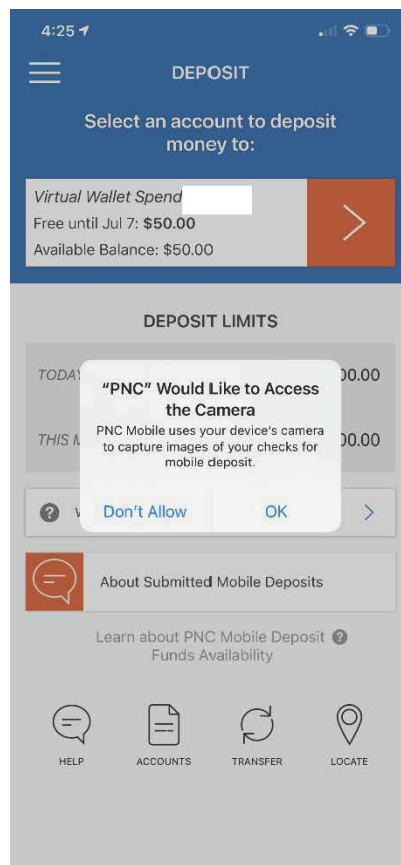 4:25
DEPOSIT
Select an account to deposit
money to:
Virtual Wallet Spend
Free until Jul 7: $50.00
Available Balance: $50.00
DEPOSIT LIMITS
TODAY
00.00
"PNC" Would Like to Access
the Camera
PNC Mobile uses your device's camera
to capture images of your checks for
mobile deposit.
THIS M
00.00
Don't Allow
OK
About Submitted Mobile Deposits
Learn about PNC Mobile Deposit
Funds Availability
HELP
ACCOUNTS
TRANSFER
LOCATE